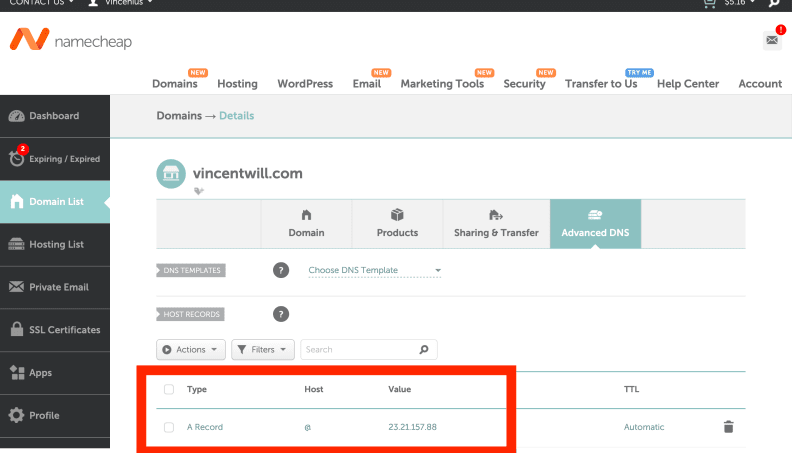 CONTACT US Vincenius $5.16
namecheap
!
NEW NEW NEW NEW TRY ME
Domains Hosting WordPress Email Marketing Tools Security Transfer to Us Help Center Account
Dashboard
Domains → Details
2
Expiring / Expired
vincentwill.com
Domain List
Domain Products Sharing & Transfer Advanced DNS
Hosting List
DNS TEMPLATES ? Choose DNS Template
Private Email
HOST RECORDS ?
SSL Certificates
Actions Filters Search
Apps
Type Host Value TTL
Profile
A Record @ 23.21.157.88 Automatic